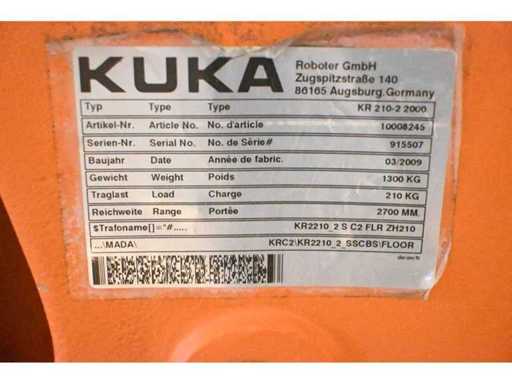 KUKA
Roboter GmbH
Zugspitzstraße 140
86165 Augsburg.Germany
Typ Type Type KR 210-2 2000
Artikel-Nr. Article No. No. d'article 10008245
Serien-Nr. Serial No. No. de Série# 915507
Baujahr Date Année de fabric. 03/2009
Gewicht Weight Poids 1300 KG
Traglast Load Charge 210 KG
Reichweite Range Portée 2700 MM.
$Trafoname[]="#..... KR2210_2 S C2 FLR ZH210
...\MADA\ KRC2\KR2210_2_SSCBS\FLOOR